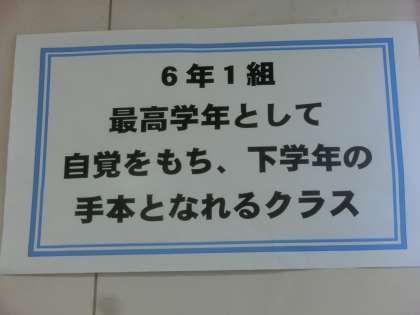 ６年１組
最高学年として
自覚をもち、下学年の
手本となれるクラス